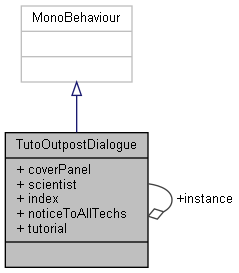 MonoBehaviour
TutoOutpostDialogue
+ coverPanel
+ scientist
+ index
+ noticeToAllTechs
+ tutorial
+instance